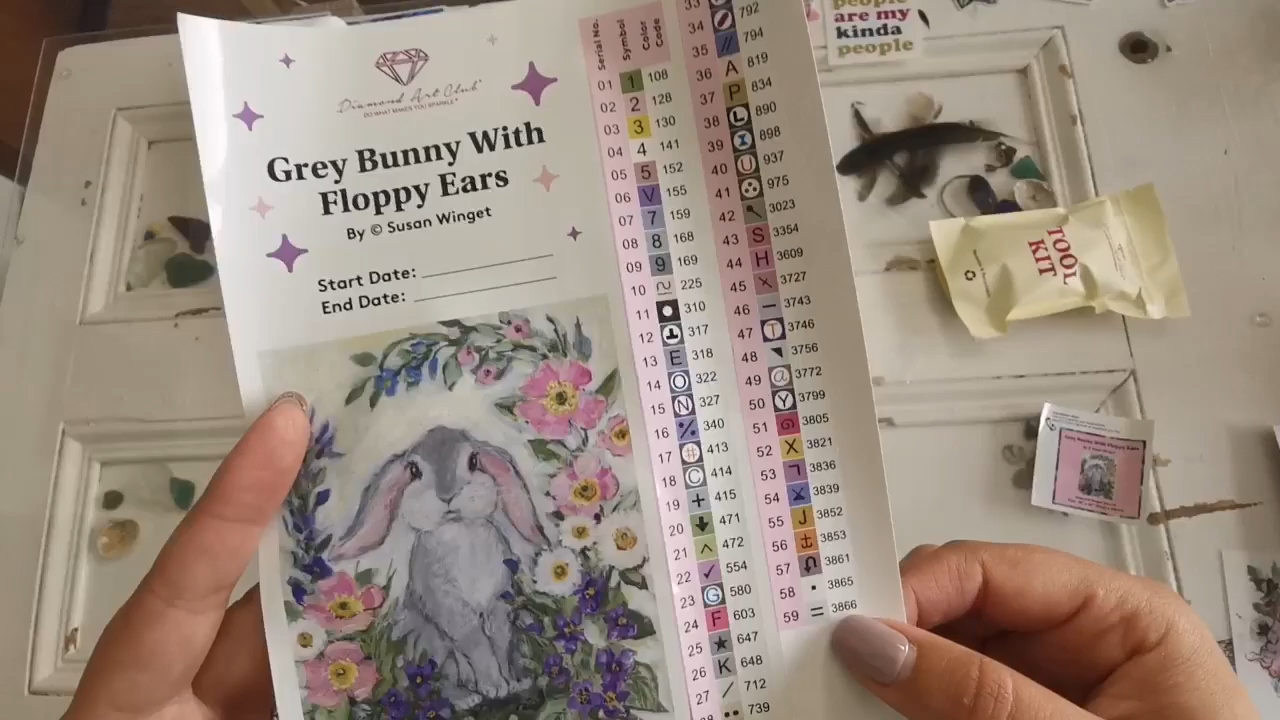 Diamond Art Club
DO WHAT MAKES YOU SPARKLE
Grey Bunny With
Floppy Ears
By © Susan Winget
Start Date:
End Date:
Serial No. Symbol Color Code
01 1 108
02 2 128
03 3 130
04 4 141
05 5 152
06 V 155
07 7 159
08 8 168
09 9 169
10 ≈ 225
11 ● 310
12 317
13 E 318
14 O 322
15 N 327
16 ٪ 340
17 # 413
18 C 414
19 + 415
20 471
21 ^ 472
22 ✓ 554
23 G 580
24 F 603
25 ★ 647
26 K 648
27 / 712
28 •• 739
33 792
34 794
35 //
36 A 819
37 P 834
38 L 890
39 898
40 U 937
41 975
42 3023
43 S 3354
44 H 3609
45 X 3727
46 — 3743
47 T 3746
48 3756
49 a 3772
50 Y 3799
51 3805
52 X 3821
53 3836
54 3839
55 J 3852
56 3853
57 3861
58 · 3865
59 = 3866
people
are my
kinda
people
TOOL
KIT
Grey Bunny With Floppy Ears